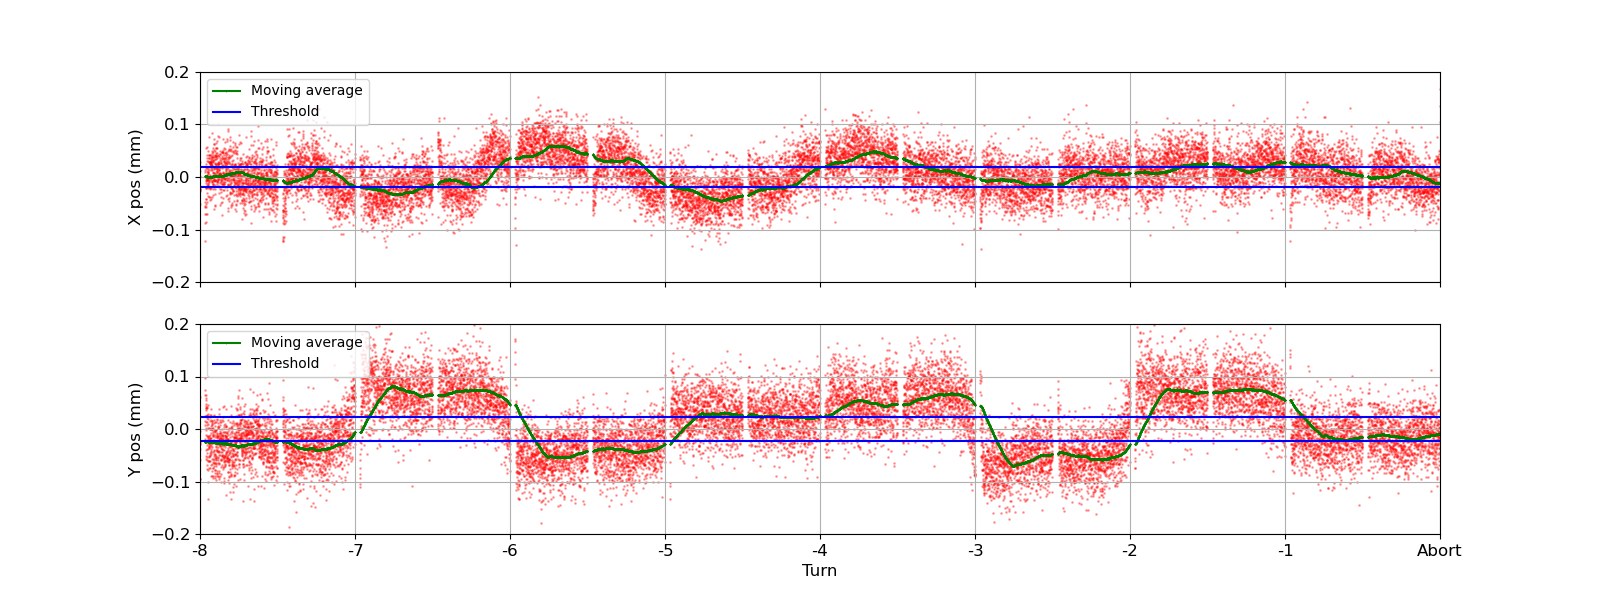 0.2
0.1
0.0
−0.1
−0.2
X pos (mm)
Moving average
Threshold
0.2
0.1
0.0
−0.1
−0.2
Y pos (mm)
Moving average
Threshold
-8 -7 -6 -5 -4 -3 -2 -1 Abort
Turn